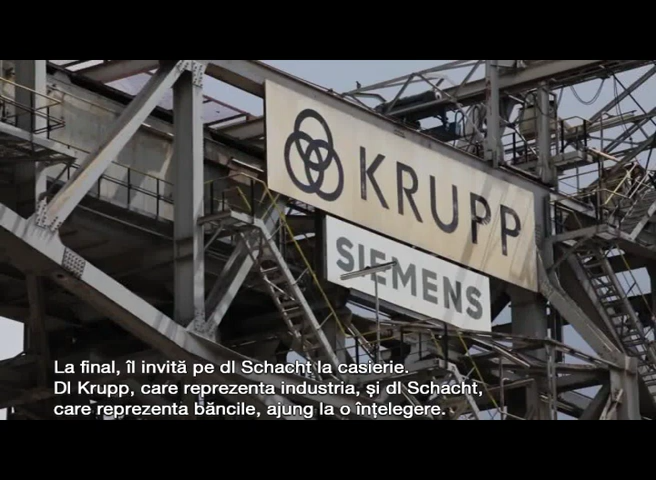 KRUPP
SIEMENS
La final, îl invită pe dl Schacht la casierie.
Dl Krupp, care reprezenta industria, și dl Schacht,
care reprezenta băncile, ajung la o înțelegere.